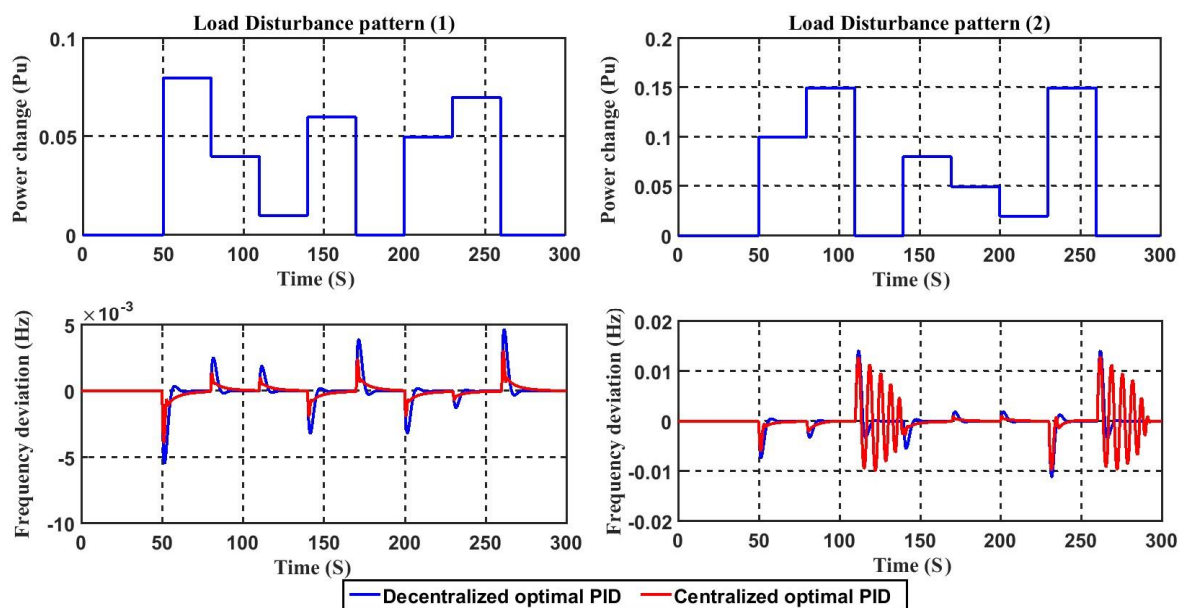 Load Disturbance pattern (1)
Power change (Pu)
0.1
0.05
0
0 50 100 150 200 250 300
Time (S)
Load Disturbance pattern (2)
Power change (Pu)
0.2
0.15
0.1
0.05
0
0 50 100 150 200 250 300
Time (S)
×10-3
Frequency deviation (Hz)
5
0
-5
-10
0 50 100 150 200 250 300
Time (S)
Frequency deviation (Hz)
0.02
0.01
0
-0.01
-0.02
0 50 100 150 200 250 300
Time (S)
Decentralized optimal PID Centralized optimal PID